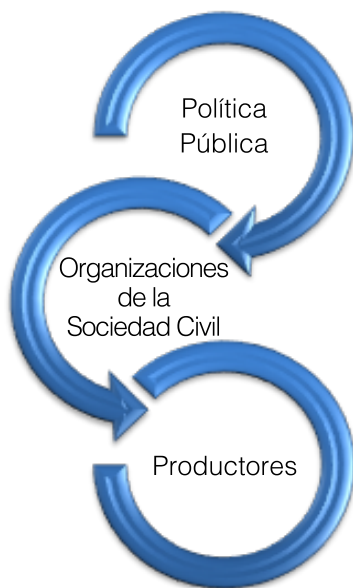 Política
Pública
Organizaciones
de la
Sociedad Civil
Productores